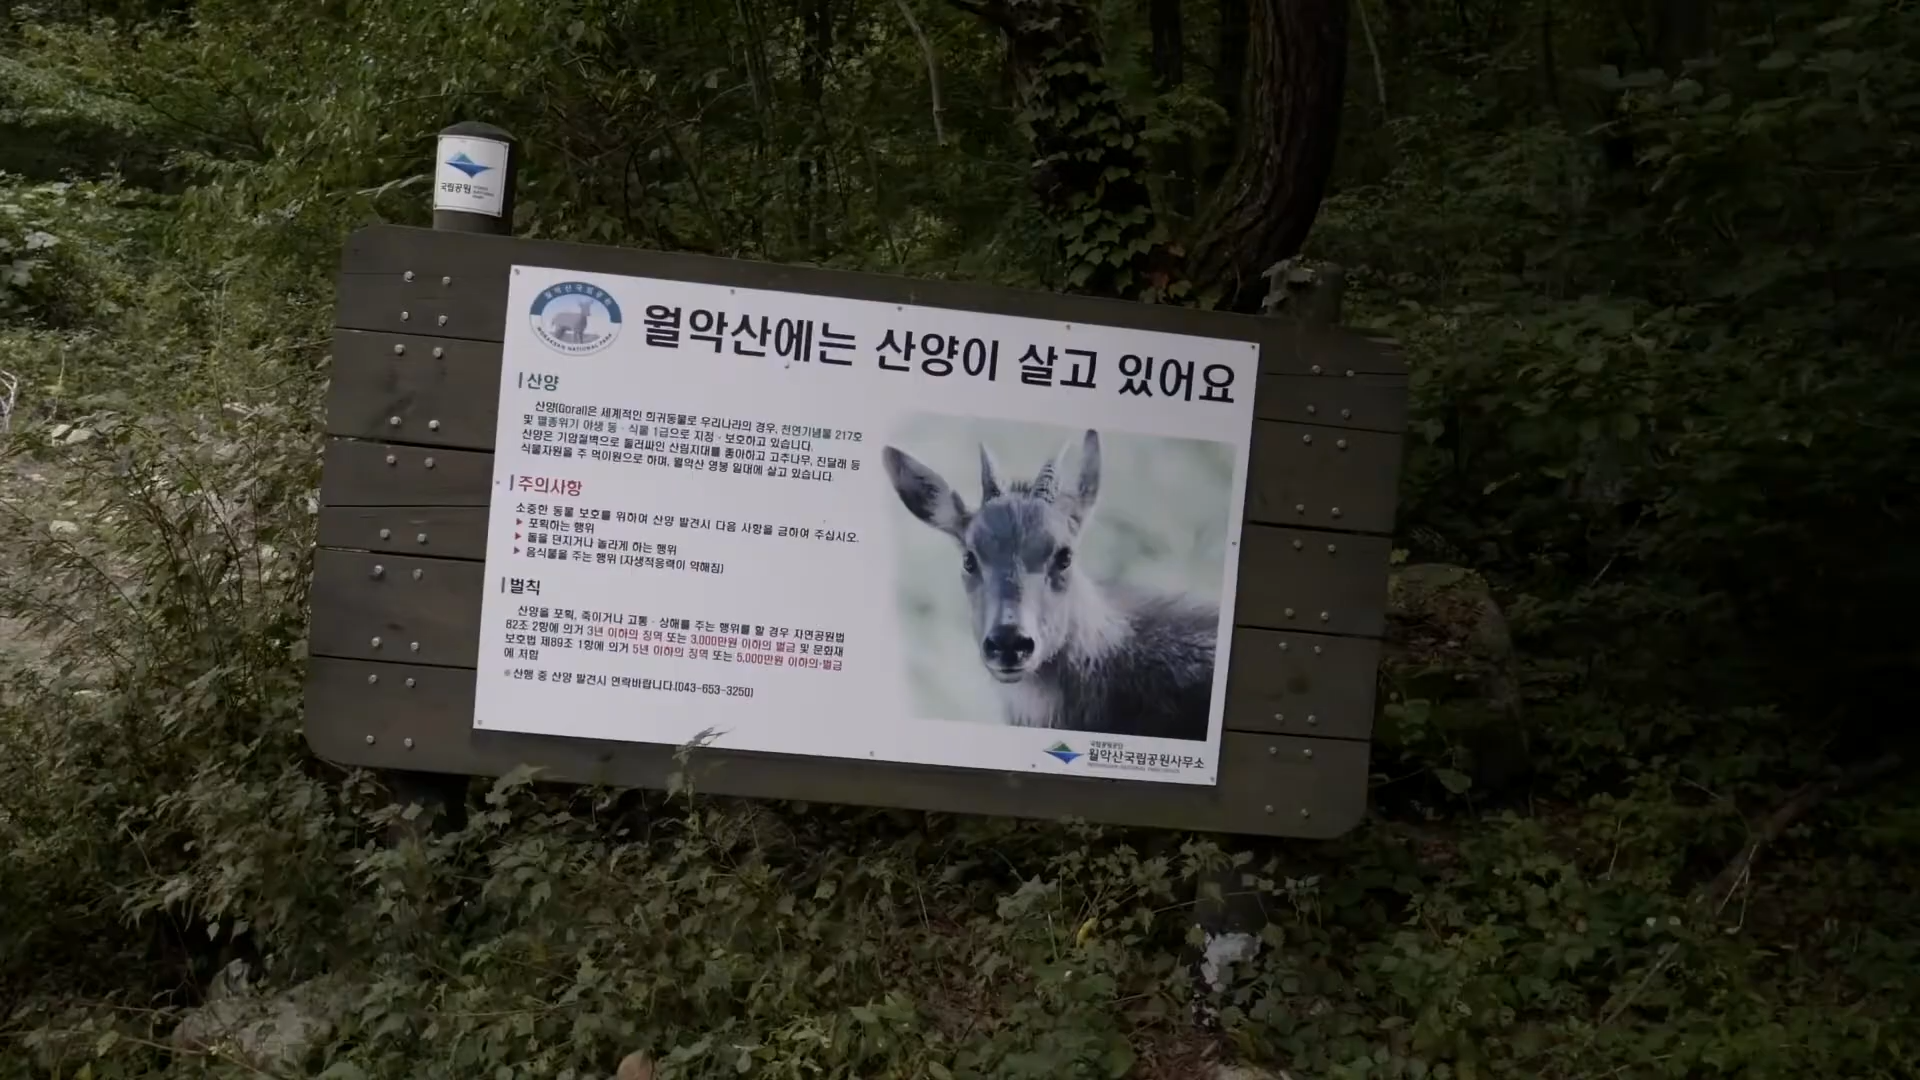 국립공원
월악산국립공원
WORAKSAN NATIONAL PARK
월악산에는 산양이 살고 있어요
산양
산양(Goral)은 세계적인 희귀동물로 우리나라의 경우, 천연기념물 217호
및 멸종위기 야생 동·식물 1급으로 지정·보호하고 있습니다.
산양은 기암절벽으로 둘러싸인 산림지대를 좋아하고 고추나무, 진달래 등
식물자원을 주 먹이원으로 하며, 월악산 영봉 일대에 살고 있습니다.
주의사항
소중한 동물 보호를 위하여 산양 발견시 다음 사항을 금하여 주십시오.
▶ 포획하는 행위
▶ 돌을 던지거나 놀라게 하는 행위
▶ 음식물을 주는 행위 (자생적응력이 약해짐)
벌칙
산양을 포획, 죽이거나 고통·상해를 주는 행위를 할 경우 자연공원법
82조 2항에 의거 3년 이하의 징역 또는 3,000만원 이하의 벌금 및 문화재
보호법 제89조 1항에 의거 5년 이하의 징역 또는 5,000만원 이하의 벌금
에 처함
※ 산행 중 산양 발견시 연락바랍니다.(043-653-3250)
국립공원공단
월악산국립공원사무소